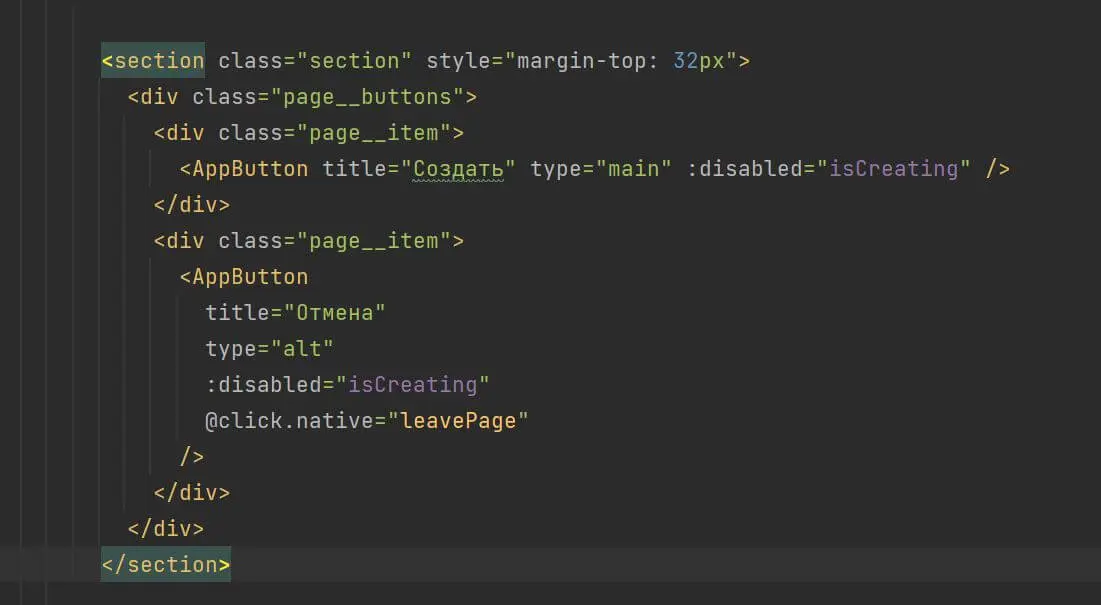 <section class="section" style="margin-top: 32px">
<div class="page__buttons">
<div class="page__item">
<AppButton title="Создать" type="main" :disabled="isCreating" />
</div>
<div class="page__item">
<AppButton
title="Отмена"
type="alt"
:disabled="isCreating"
@click.native="leavePage"
/>
</div>
</div>
</section>